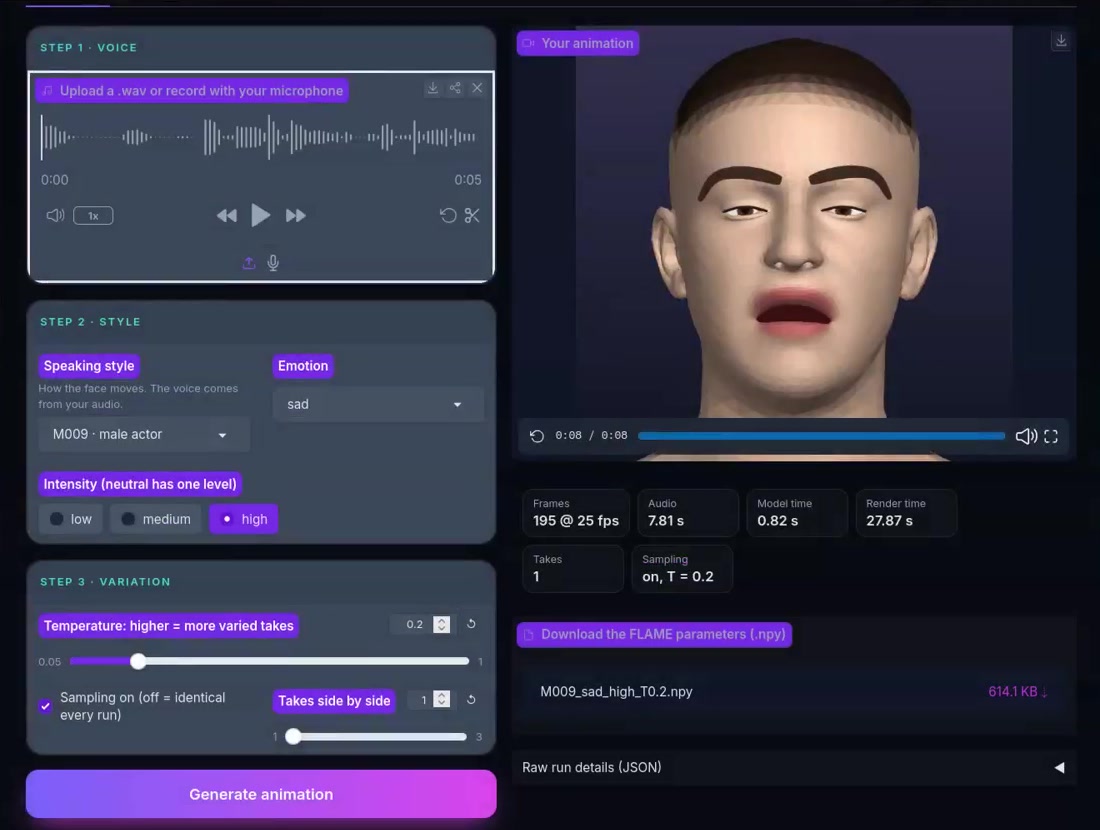 STEP 1 · VOICE
Upload a .wav or record with your microphone
0:00
0:05
1x
STEP 2 · STYLE
Speaking style
How the face moves. The voice comes
from your audio.
M009 · male actor
Emotion
sad
Intensity (neutral has one level)
low
medium
high
STEP 3 · VARIATION
Temperature: higher = more varied takes
0.2
0.05
1
Sampling on (off = identical
every run)
Takes side by side
1
1
3
Generate animation
Your animation
0:08 / 0:08
Frames
195 @ 25 fps
Audio
7.81 s
Model time
0.82 s
Render time
27.87 s
Takes
1
Sampling
on, T = 0.2
Download the FLAME parameters (.npy)
M009_sad_high_T0.2.npy
614.1 KB ↓
Raw run details (JSON)